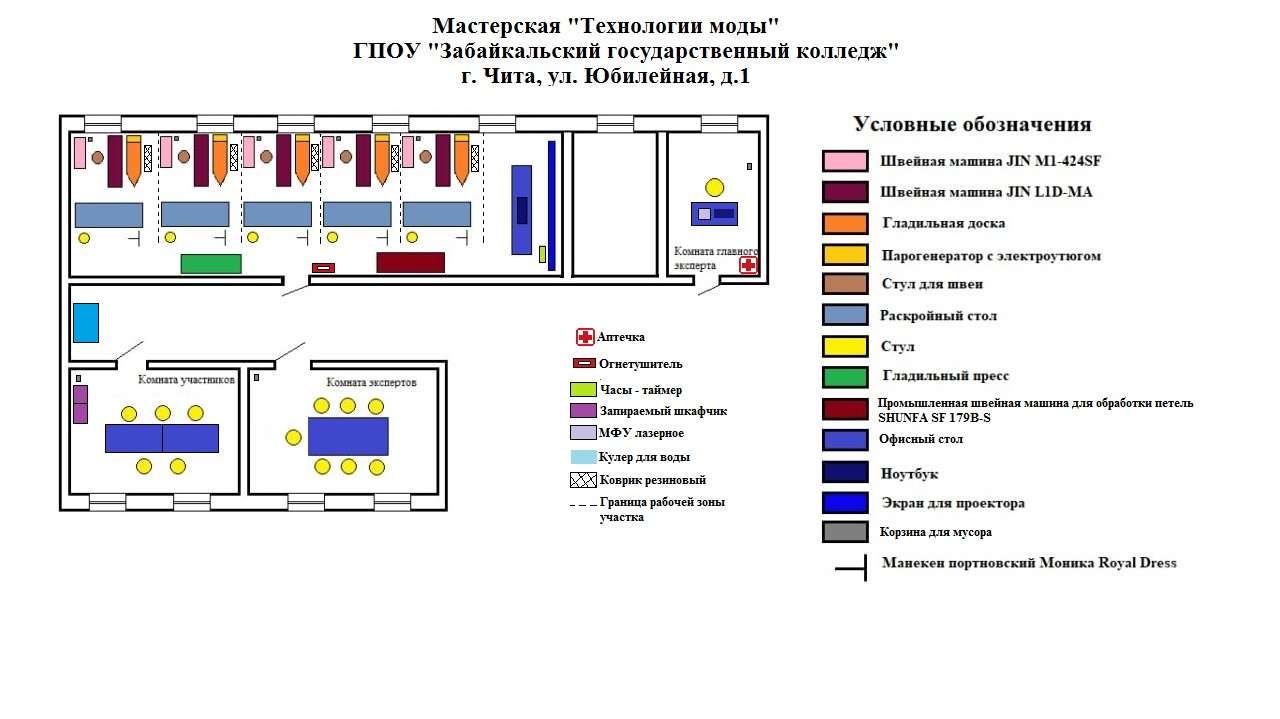 Мастерская "Технологии моды"
ГПОУ "Забайкальский государственный колледж"
г. Чита, ул. Юбилейная, д.1
Условные обозначения
Швейная машина JIN M1-424SF
Швейная машина JIN L1D-MA
Гладильная доска
Парогенератор с электроутюгом
Стул для швеи
Раскройный стол
Стул
Гладильный пресс
Промышленная швейная машина для обработки петель
SHUNFA SF 179B-S
Офисный стол
Ноутбук
Экран для проектора
Корзина для мусора
Манекен портновский Моника Royal Dress
Комната главного
эксперта
Аптечка
Огнетушитель
Часы - таймер
Запираемый шкафчик
МФУ лазерное
Кулер для воды
Коврик резиновый
Граница рабочей зоны
участка
Комната участников
Комната экспертов